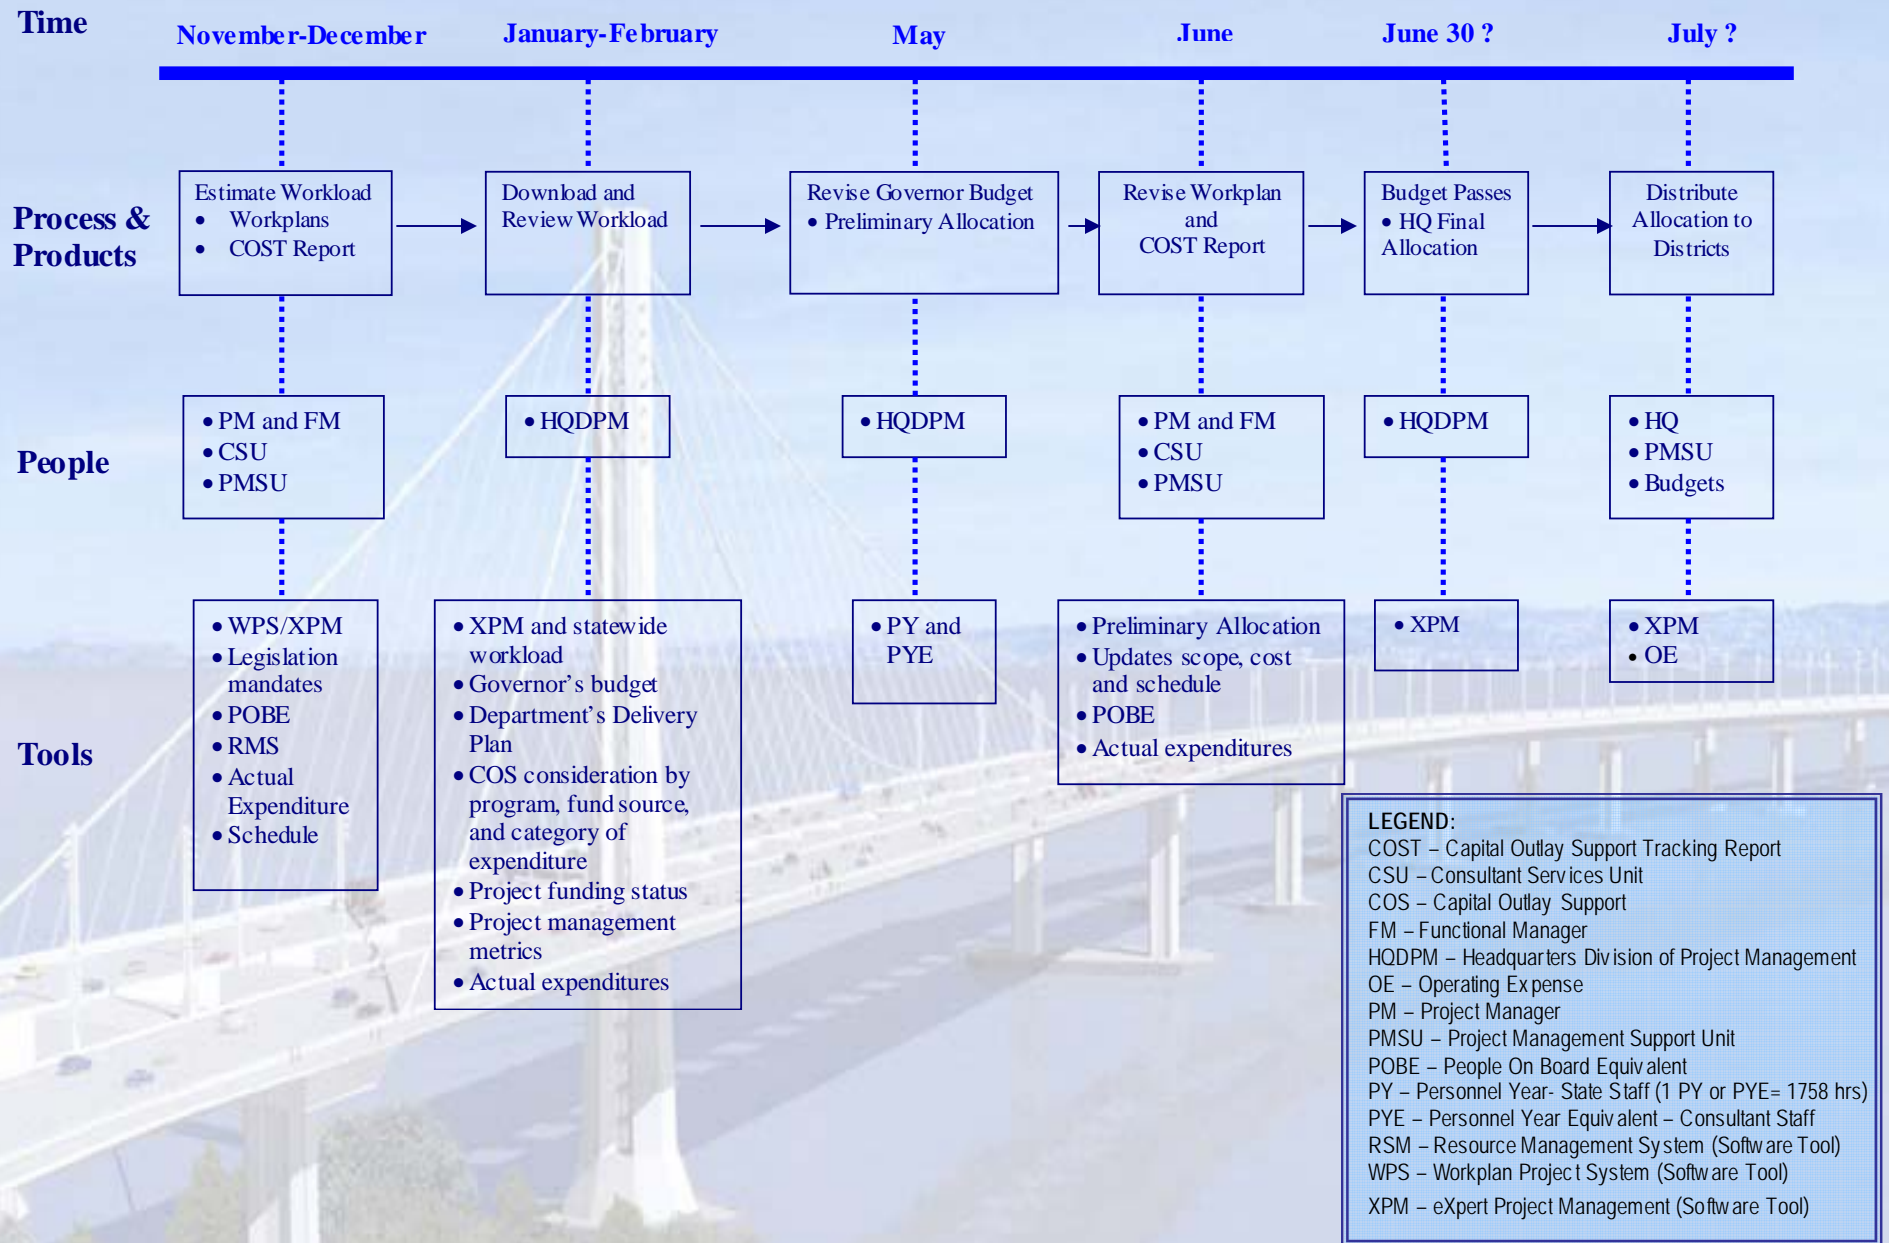 Time
November-December
January-February
May
June
June 30 ?
July ?
Process &
Products
Estimate Workload
• Workplans
• COST Report
Download and
Review Workload
Revise Governor Budget
• Preliminary Allocation
Revise Workplan
and
COST Report
Budget Passes
• HQ Final
Allocation
Distribute
Allocation to
Districts
People
• PM and FM
• CSU
• PMSU
• HQDPM
• HQDPM
• PM and FM
• CSU
• PMSU
• HQDPM
• HQ
• PMSU
• Budgets
Tools
• WPS/XPM
• Legislation
mandates
• POBE
• RMS
• Actual
Expenditure
• Schedule
• XPM and statewide
workload
• Governor's budget
• Department's Delivery
Plan
• COS consideration by
program, fund source,
and category of
expenditure
• Project funding status
• Project management
metrics
• Actual expenditures
• PY and
PYE
• Preliminary Allocation
• Updates scope, cost
and schedule
• POBE
• Actual expenditures
• XPM
• XPM
• OE
LEGEND:
COST – Capital Outlay Support Tracking Report
CSU – Consultant Services Unit
COS – Capital Outlay Support
FM – Functional Manager
HQDPM – Headquarters Division of Project Management
OE – Operating Expense
PM – Project Manager
PMSU – Project Management Support Unit
POBE – People On Board Equivalent
PY – Personnel Year- State Staff (1 PY or PYE= 1758 hrs)
PYE – Personnel Year Equivalent – Consultant Staff
RSM – Resource Management System (Software Tool)
WPS – Workplan Project System (Software Tool)
XPM – eXpert Project Management (Software Tool)